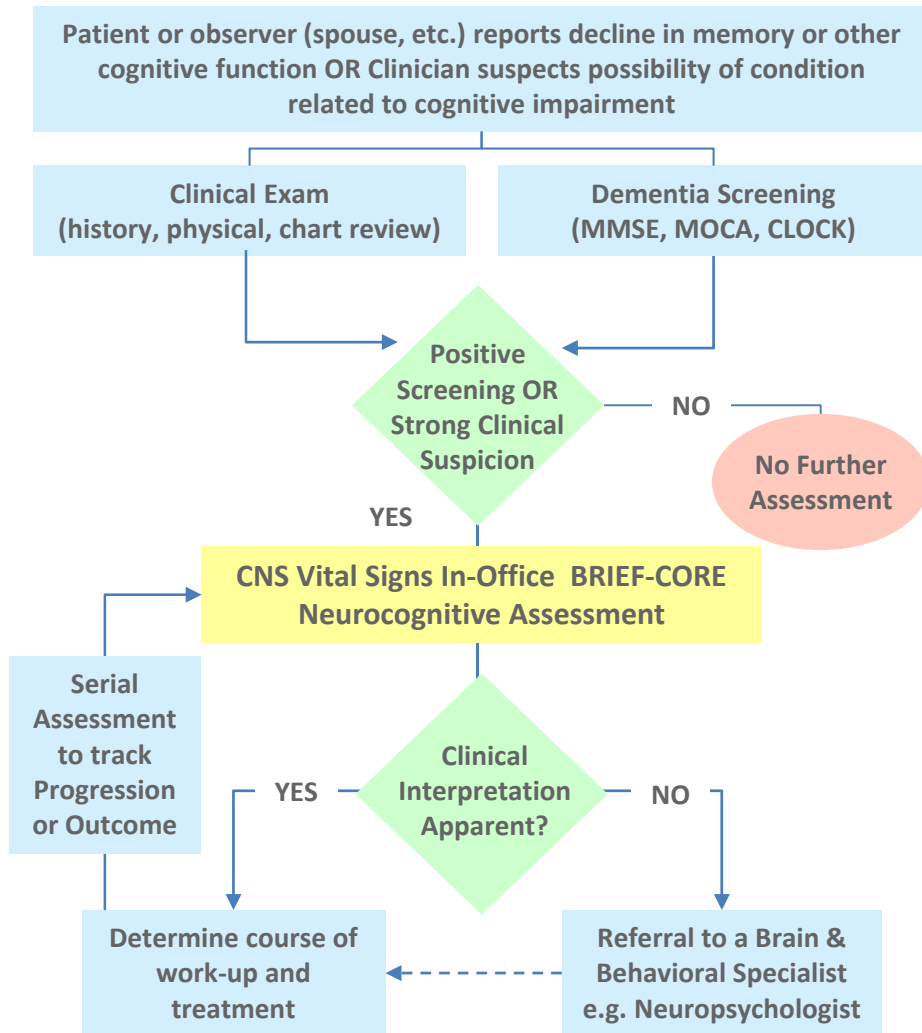 Patient or observer (spouse, etc.) reports decline in memory or other
cognitive function OR Clinician suspects possibility of condition
related to cognitive impairment
Clinical Exam
(history, physical, chart review)
Dementia Screening
(MMSE, MOCA, CLOCK)
Positive
Screening OR
Strong Clinical
Suspicion
NO
No Further
Assessment
YES
CNS Vital Signs In-Office BRIEF-CORE
Neurocognitive Assessment
Serial
Assessment
to track
Progression
or Outcome
Clinical
Interpretation
Apparent?
YES
NO
Determine course of
work-up and
treatment
Referral to a Brain &
Behavioral Specialist
e.g. Neuropsychologist